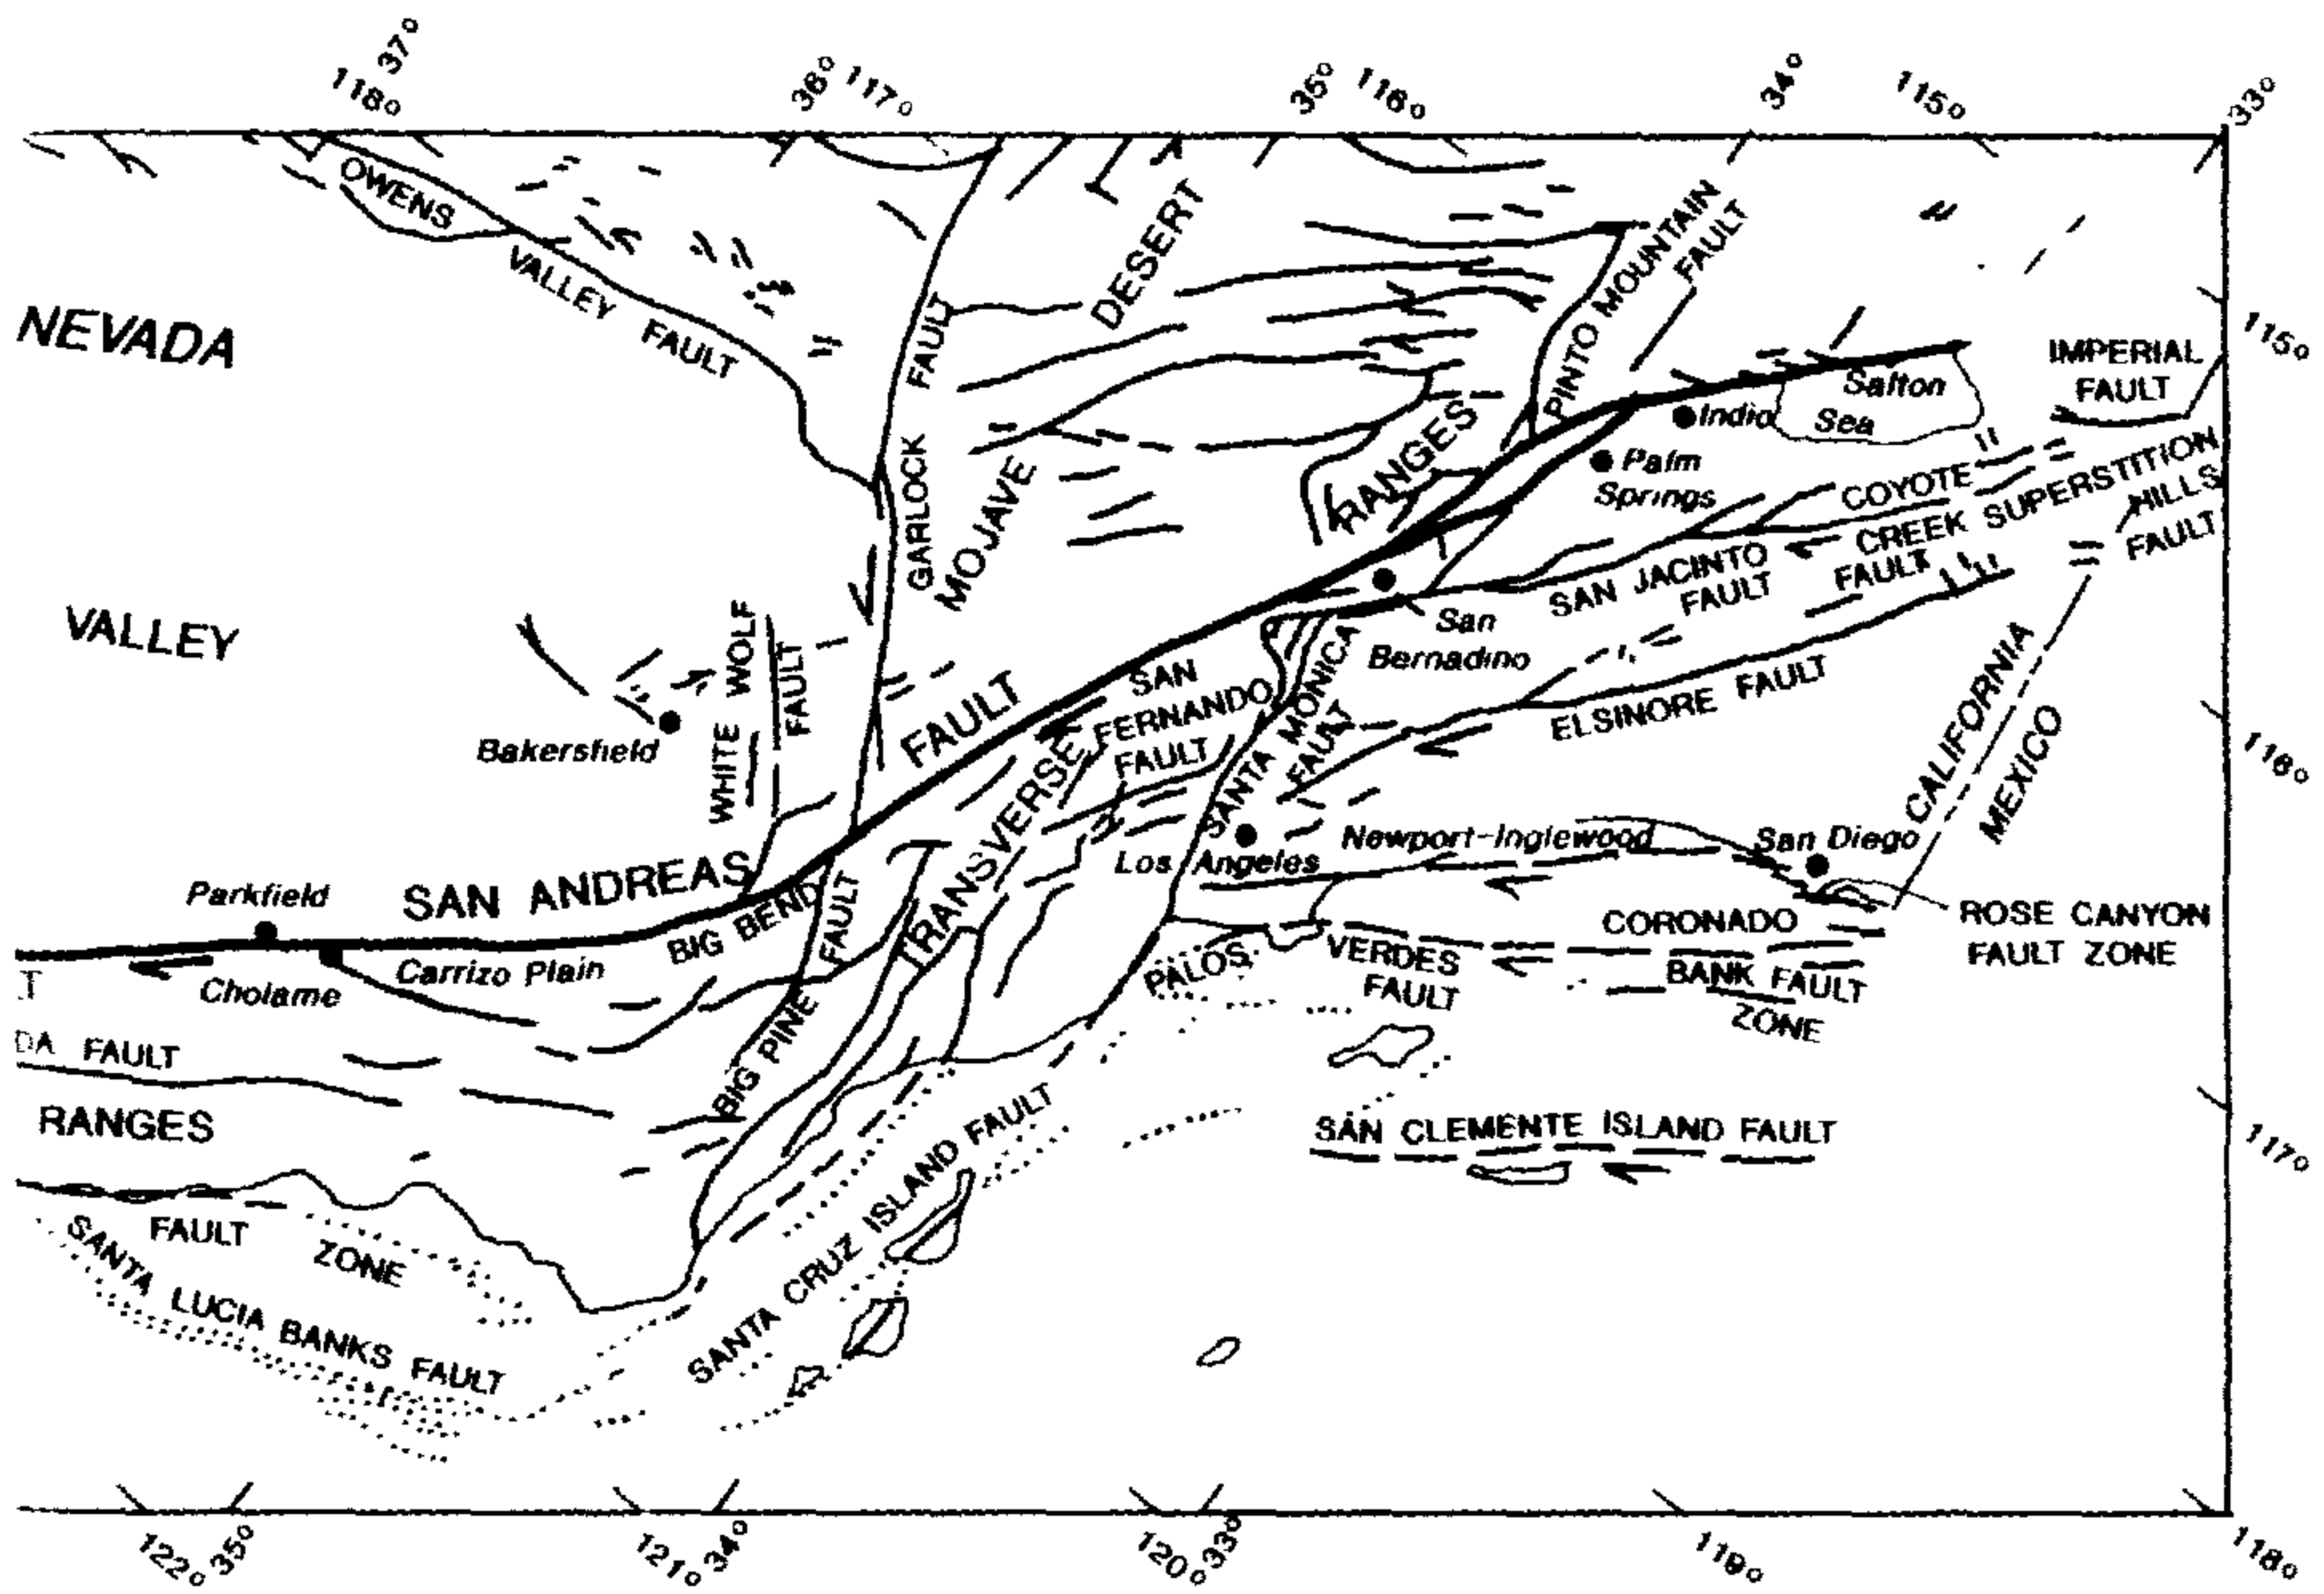 37°
118°
36°
117°
35°
116°
34°
115°
33°
OWENS
VALLEY FAULT
NEVADA
VALLEY
GARLOCK FAULT
MOJAVE DESERT
PINTO MOUNTAIN
FAULT
IMPERIAL
FAULT
115°
Salton
Sea
Indio
Palm
Springs
RANGES
COYOTE
CREEK SUPERSTITION
FAULT
HILLS
FAULT
SAN JACINTO
FAULT
San
Bernadino
WHITE WOLF
FAULT
Bakersfield
FAULT
SAN
FERNANDO
FAULT
SANTA MONICA
FAULT
ELSINORE FAULT
CALIFORNIA
MEXICO
116°
TRANSVERSE
Los Angeles
Newport-Inglewood
San Diego
Parkfield
SAN ANDREAS
BIG BEND
Carrizo Plain
Cholame
T
DA FAULT
RANGES
BIG PINE FAULT
PALOS
VERDES
FAULT
CORONADO
BANK FAULT
ZONE
ROSE CANYON
FAULT ZONE
SAN CLEMENTE ISLAND FAULT
117°
FAULT
ZONE
SANTA LUCIA BANKS FAULT
SANTA CRUZ ISLAND FAULT
122°
35°
121°
34°
120°
33°
119°
118°